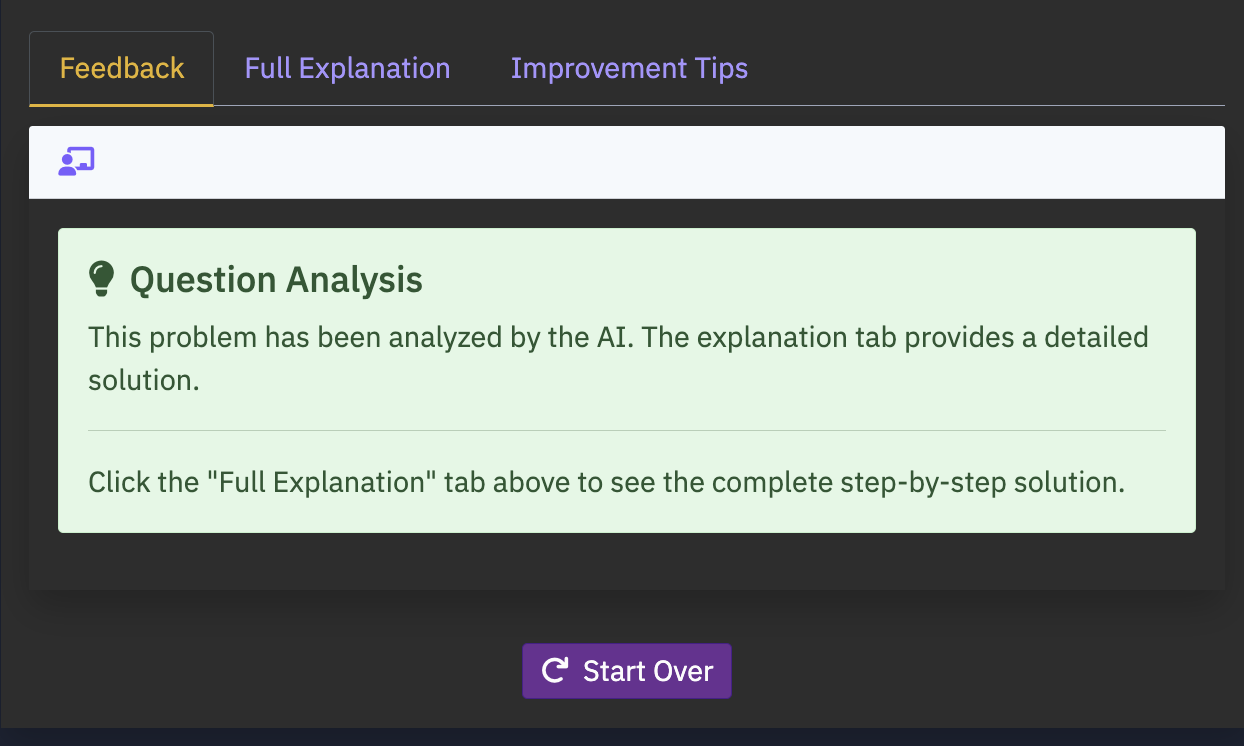 Feedback Full Explanation Improvement Tips
Question Analysis
This problem has been analyzed by the AI. The explanation tab provides a detailed
solution.
Click the "Full Explanation" tab above to see the complete step-by-step solution.
Start Over